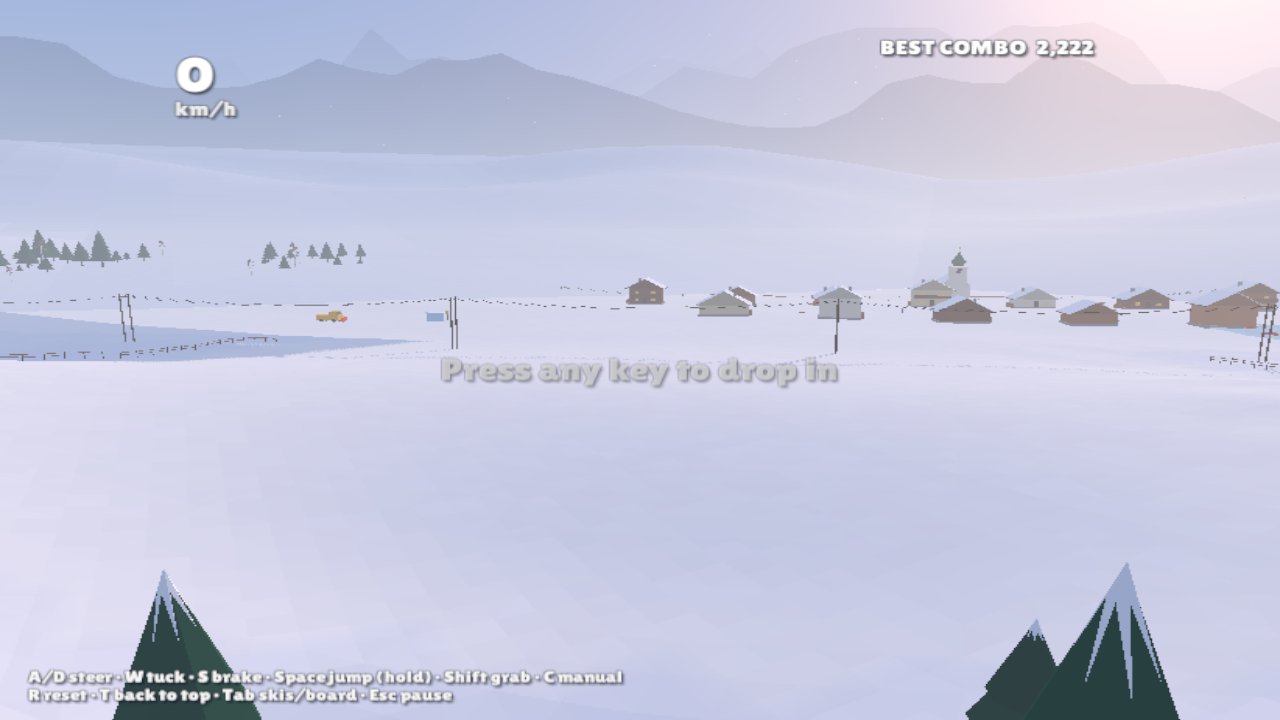 0
km/h
BEST COMBO 2,222
Press any key to drop in
A/D steer · W tuck · S brake · Space jump (hold) · Shift grab · C manual
R reset · T back to top · Tab skis/board · Esc pause